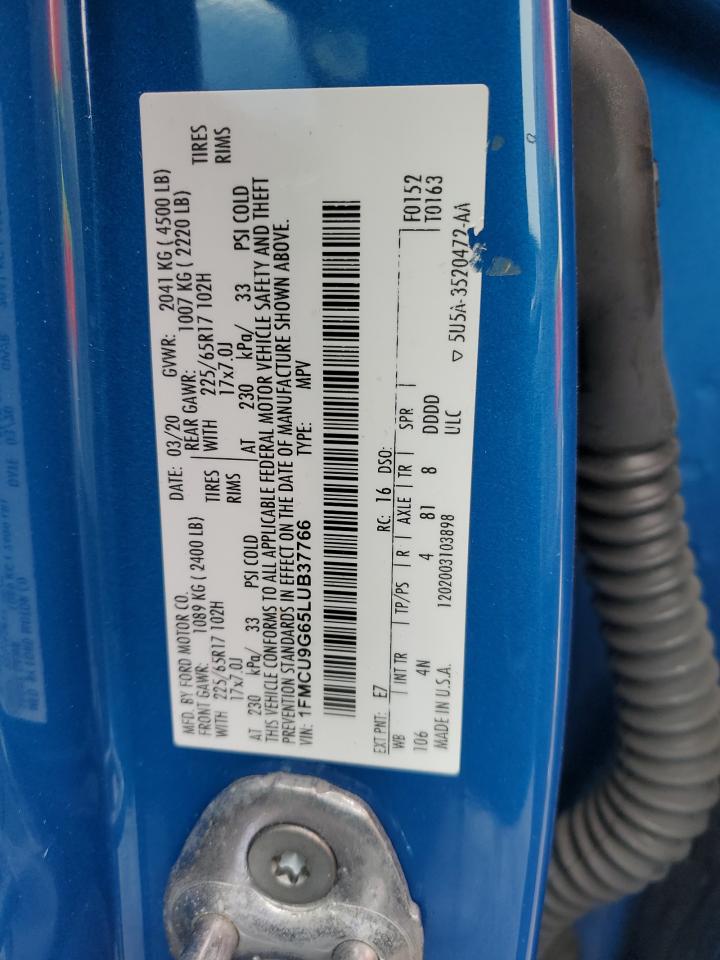 MFD. BY FORD MOTOR CO. DATE: 03/20 GVWR: 2041 KG ( 4500 LB)
FRONT GAWR: 1089 KG ( 2400 LB) REAR GAWR: 1007 KG ( 2220 LB)
WITH 225/65R17 102H TIRES WITH 225/65R17 102H TIRES
17x7.0J RIMS 17x7.0J RIMS
AT 230 kPa/ 33 PSI COLD AT 230 kPa/ 33 PSI COLD
THIS VEHICLE CONFORMS TO ALL APPLICABLE FEDERAL MOTOR VEHICLE SAFETY AND THEFT
PREVENTION STANDARDS IN EFFECT ON THE DATE OF MANUFACTURE SHOWN ABOVE.
VIN: 1FMCU9G65LUB37766 TYPE: MPV
EXT PNT: E7 RC: 16 DSO: F0152
WB INT TR TP/PS R AXLE TR SPR T0163
106 4N 4 81 8 DDDD
MADE IN U.S.A. 1202003103898 ULC 5U5A-3520472-AA